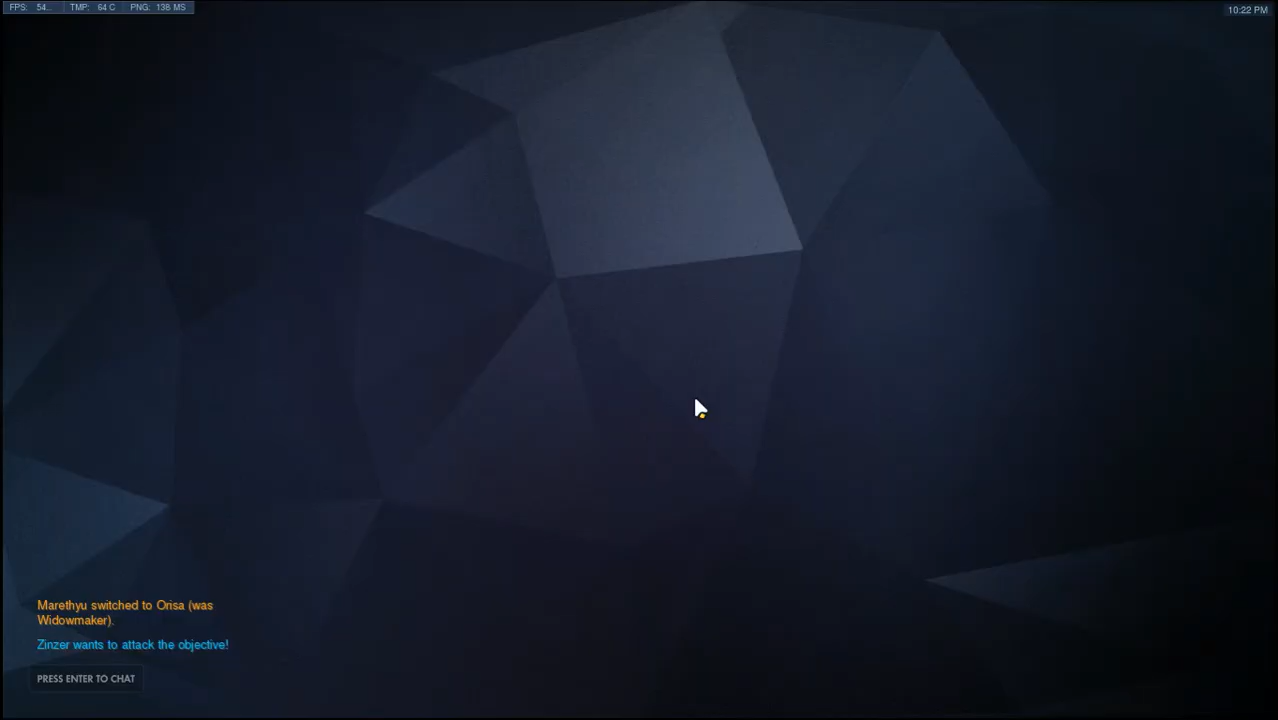 FPS: 54... TMP: 64 C PNG: 138 MS
10:22 PM
Marethyu switched to Orisa (was
Widowmaker).
Zinzer wants to attack the objective!
PRESS ENTER TO CHAT